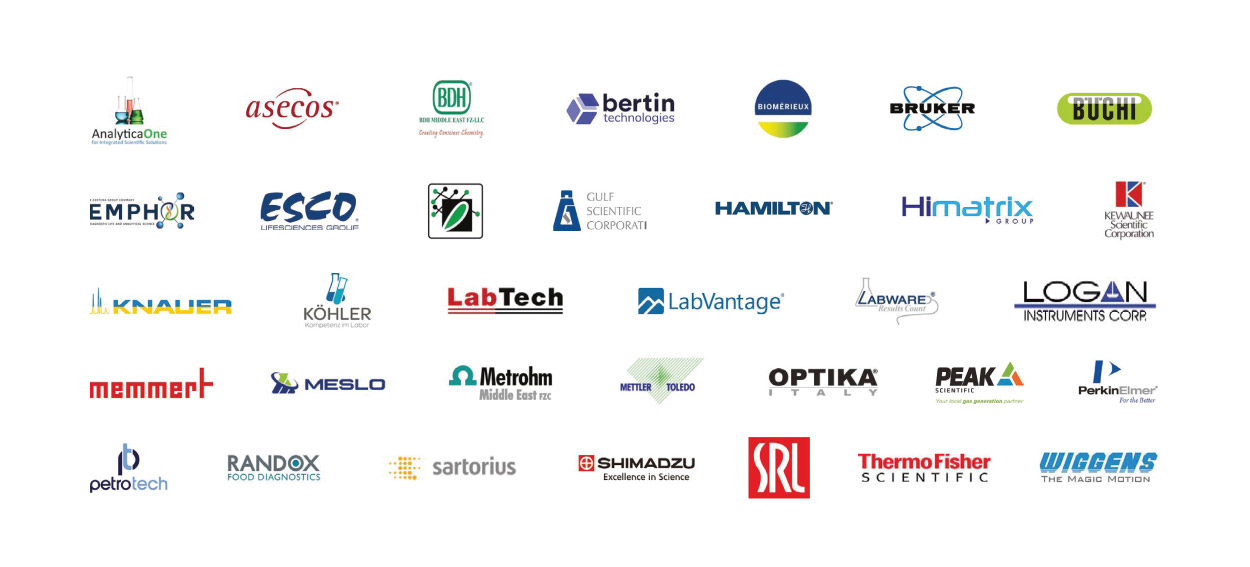 AnalyticaOne
For Integrated Scientific Solutions
asecos®
BDH®
BDH MIDDLE EAST FZ-LLC
Creating Customer Chemistry.
bertin
technologies
BIOMÉRIEUX
BRUKER
BÜCHI
EMPHOR
ESCO®
LIFESCIENCES GROUP
GULF
SCIENTIFIC
CORPORATI
HAMILTON®
Himatrix
GROUP
KEWAUNEE
Scientific
Corporation
KNAUER
KÖHLER
Kompetenz im Labor
LabTech
LabVantage®
LABWARE®
Results Count
LOGAN
INSTRUMENTS CORP.
memmert
MESLO
Metrohm
Middle East FZC
METTLER TOLEDO
OPTIKA®
ITALY
PEAK
SCIENTIFIC
Your local gas generation partner
PerkinElmer®
For the Better
petrotech
RANDOX
FOOD DIAGNOSTICS
sartorius
SHIMADZU
Excellence in Science
SRL
ThermoFisher
SCIENTIFIC
WIGGENS
THE MAGIC MOTION